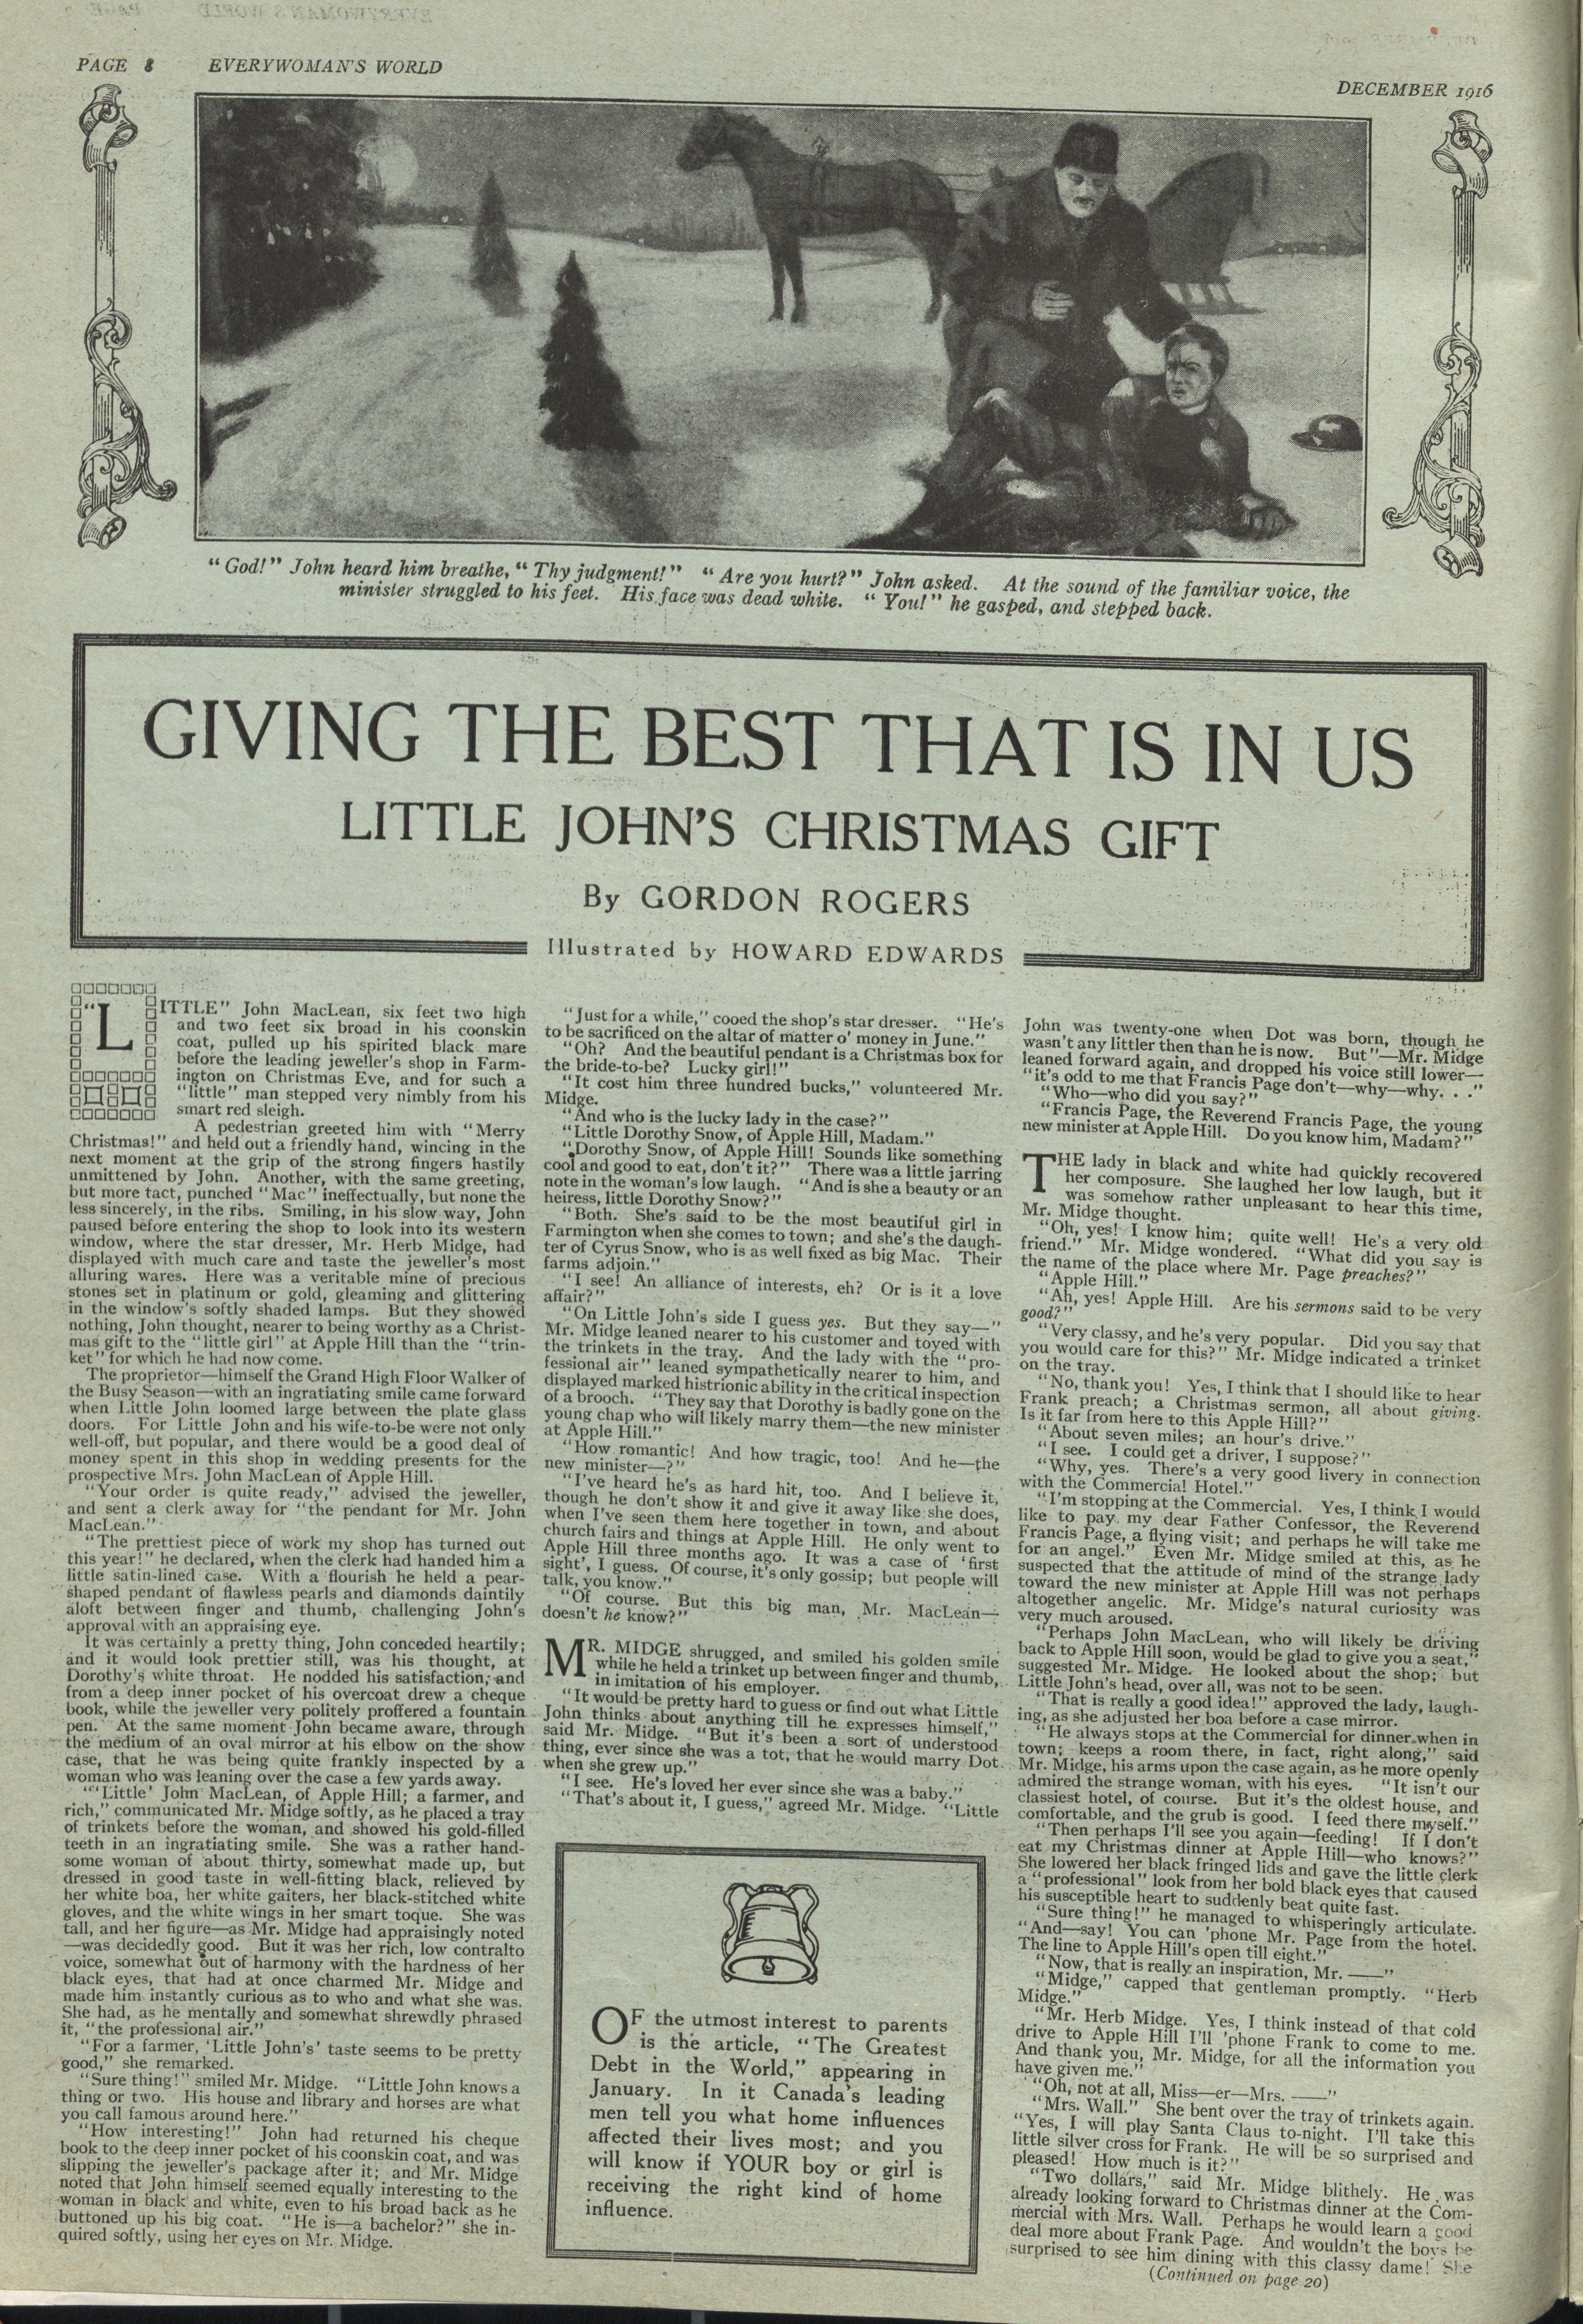 PAGE 8 EVERYWOMAN'S WORLD
DECEMBER 1916
"God!" John heard him breathe, "Thy judgment!" "Are you hurt?" John asked. At the sound of the familiar voice, the
minister struggled to his feet. His face was dead white. "You!" he gasped, and stepped back.
GIVING THE BEST THAT IS IN US
LITTLE JOHN'S CHRISTMAS GIFT
By GORDON ROGERS
Illustrated by HOWARD EDWARDS
"LITTLE" John MacLean, six feet two high
and two feet six broad in his coonskin
coat, pulled up his spirited black mare
before the leading jeweller's shop in Farm-
ington on Christmas Eve, and for such a
"little" man stepped very nimbly from his
smart red sleigh.
A pedestrian greeted him with "Merry
Christmas!" and held out a friendly hand, wincing in the
next moment at the grip of the strong fingers hastily
unmittened by John. Another, with the same greeting,
but more tact, punched "Mac" ineffectually, but none the
less sincerely, in the ribs. Smiling, in his slow way, John
paused before entering the shop to look into its western
window, where the star dresser, Mr. Herb Midge, had
displayed with much care and taste the jeweller's most
alluring wares. Here was a veritable mine of precious
stones set in platinum or gold, gleaming and glittering
in the window's softly shaded lamps. But they showed
nothing, John thought, nearer to being worthy as a Christ-
mas gift to the "little girl" at Apple Hill than the "trin-
ket" for which he had now come.
The proprietor—himself the Grand High Floor Walker of
the Busy Season—with an ingratiating smile came forward
when Little John loomed large between the plate glass
doors. For Little John and his wife-to-be were not only
well-off, but popular, and there would be a good deal of
money spent in this shop in wedding presents for the
prospective Mrs. John MacLean of Apple Hill.
"Your order is quite ready," advised the jeweller,
and sent a clerk away for "the pendant for Mr. John
MacLean."
"The prettiest piece of work my shop has turned out
this year!" he declared, when the clerk had handed him a
little satin-lined case. With a flourish he held a pear-
shaped pendant of flawless pearls and diamonds daintily
aloft between finger and thumb, challenging John's
approval with an appraising eye.
It was certainly a pretty thing, John conceded heartily;
and it would look prettier still, was his thought, at
Dorothy's white throat. He nodded his satisfaction, and
from a deep inner pocket of his overcoat drew a cheque
book, while the jeweller very politely proffered a fountain
pen. At the same moment John became aware, through
the medium of an oval mirror at his elbow on the show
case, that he was being quite frankly inspected by a
woman who was leaning over the case a few yards away.
"'Little' John MacLean, of Apple Hill; a farmer, and
rich," communicated Mr. Midge softly, as he placed a tray
of trinkets before the woman, and showed his gold-filled
teeth in an ingratiating smile. She was a rather hand-
some woman of about thirty, somewhat made up, but
dressed in good taste in well-fitting black, relieved by
her white boa, her white gaiters, her black-stitched white
gloves, and the white wings in her smart toque. She was
tall, and her figure—as Mr. Midge had appraisingly noted
—was decidedly good. But it was her rich, low contralto
voice, somewhat out of harmony with the hardness of her
black eyes, that had at once charmed Mr. Midge and
made him instantly curious as to who and what she was.
She had, as he mentally and somewhat shrewdly phrased
it, "the professional air."
"For a farmer, 'Little John's' taste seems to be pretty
good," she remarked.
"Sure thing!" smiled Mr. Midge. "Little John knows a
thing or two. His house and library and horses are what
you call famous around here."
"How interesting!" John had returned his cheque
book to the deep inner pocket of his coonskin coat, and was
slipping the jeweller's package after it; and Mr. Midge
noted that John himself seemed equally interesting to the
woman in black and white, even to his broad back as he
buttoned up his big coat. "He is—a bachelor?" she in-
quired softly, using her eyes on Mr. Midge.
"Just for a while," cooed the shop's star dresser. "He's
to be sacrificed on the altar of matter o' money in June."
"Oh? And the beautiful pendant is a Christmas box for
the bride-to-be? Lucky girl!"
"It cost him three hundred bucks," volunteered Mr.
Midge.
"And who is the lucky lady in the case?"
"Little Dorothy Snow, of Apple Hill, Madam."
"Dorothy Snow, of Apple Hill! Sounds like something
cool and good to eat, don't it?" There was a little jarring
note in the woman's low laugh. "And is she a beauty or an
heiress, little Dorothy Snow?"
"Both. She's said to be the most beautiful girl in
Farmington when she comes to town; and she's the daugh-
ter of Cyrus Snow, who is as well fixed as big Mac. Their
farms adjoin."
"I see! An alliance of interests, eh? Or is it a love
affair?"
"On Little John's side I guess yes. But they say—"
Mr. Midge leaned nearer to his customer and toyed with
the trinkets in the tray. And the lady with the "pro-
fessional air" leaned sympathetically nearer to him, and
displayed marked histrionic ability in the critical inspection
of a brooch. "They say that Dorothy is badly gone on the
young chap who will likely marry them—the new minister
at Apple Hill."
"How romantic! And how tragic, too! And he—the
new minister—?"
"I've heard he's as hard hit, too. And I believe it,
though he don't show it and give it away like she does,
when I've seen them here together in town, and about
church fairs and things at Apple Hill. He only went to
Apple Hill three months ago. It was a case of 'first
sight', I guess. Of course, it's only gossip; but people will
talk, you know."
"Of course. But this big man, Mr. MacLean—
doesn't he know?"
MR. MIDGE shrugged, and smiled his golden smile
while he held a trinket up between finger and thumb,
in imitation of his employer.
"It would be pretty hard to guess or find out what Little
John thinks about anything till he expresses himself,"
said Mr. Midge. "But it's been a sort of understood
thing, ever since she was a tot, that he would marry Dot
when she grew up."
"I see. He's loved her ever since she was a baby."
"That's about it, I guess," agreed Mr. Midge. "Little
OF the utmost interest to parents
is the article, "The Greatest
Debt in the World," appearing in
January. In it Canada's leading
men tell you what home influences
affected their lives most; and you
will know if YOUR boy or girl is
receiving the right kind of home
influence.
John was twenty-one when Dot was born, though he
wasn't any littler then than he is now. But"—Mr. Midge
leaned forward again, and dropped his voice still lower—
"it's odd to me that Francis Page don't—why—why. . ."
"Who—who did you say?"
"Francis Page, the Reverend Francis Page, the young
new minister at Apple Hill. Do you know him, Madam?"
THE lady in black and white had quickly recovered
her composure. She laughed her low laugh, but it
was somehow rather unpleasant to hear this time,
Mr. Midge thought.
"Oh, yes! I know him; quite well! He's a very old
friend." Mr. Midge wondered. "What did you say is
the name of the place where Mr. Page preaches?"
"Apple Hill."
"Ah, yes! Apple Hill. Are his sermons said to be very
good?"
"Very classy, and he's very popular. Did you say that
you would care for this?" Mr. Midge indicated a trinket
on the tray.
"No, thank you! Yes, I think that I should like to hear
Frank preach; a Christmas sermon, all about giving.
Is it far from here to this Apple Hill?"
"About seven miles; an hour's drive."
"I see. I could get a driver, I suppose?"
"Why, yes. There's a very good livery in connection
with the Commercial Hotel."
"I'm stopping at the Commercial. Yes, I think I would
like to pay my dear Father Confessor, the Reverend
Francis Page, a flying visit; and perhaps he will take me
for an angel." Even Mr. Midge smiled at this, as he
suspected that the attitude of mind of the strange lady
toward the new minister at Apple Hill was not perhaps
altogether angelic. Mr. Midge's natural curiosity was
very much aroused.
"Perhaps John MacLean, who will likely be driving
back to Apple Hill soon, would be glad to give you a seat,"
suggested Mr. Midge. He looked about the shop; but
Little John's head, over all, was not to be seen.
"That is really a good idea!" approved the lady, laugh-
ing, as she adjusted her boa before a case mirror.
"He always stops at the Commercial for dinner when in
town; keeps a room there, in fact, right along," said
Mr. Midge, his arms upon the case again, as he more openly
admired the strange woman, with his eyes. "It isn't our
classiest hotel, of course. But it's the oldest house, and
comfortable, and the grub is good. I feed there myself."
"Then perhaps I'll see you again—feeding! If I don't
eat my Christmas dinner at Apple Hill—who knows?"
She lowered her black fringed lids and gave the little clerk
a "professional" look from her bold black eyes that caused
his susceptible heart to suddenly beat quite fast.
"Sure thing!" he managed to whisperingly articulate.
"And—say! You can 'phone Mr. Page from the hotel.
The line to Apple Hill's open till eight."
"Now, that is really an inspiration, Mr. ——"
"Midge," capped that gentleman promptly. "Herb
Midge."
"Mr. Herb Midge. Yes, I think instead of that cold
drive to Apple Hill I'll 'phone Frank to come to me.
And thank you, Mr. Midge, for all the information you
have given me."
"Oh, not at all, Miss—er—Mrs. ——"
"Mrs. Wall." She bent over the tray of trinkets again.
"Yes, I will play Santa Claus to-night. I'll take this
little silver cross for Frank. He will be so surprised and
pleased! How much is it?"
"Two dollars," said Mr. Midge blithely. He was
already looking forward to Christmas dinner at the Com-
mercial with Mrs. Wall. Perhaps he would learn a good
deal more about Frank Page. And wouldn't the boys be
surprised to see him dining with this classy dame! She
(Continued on page 20)